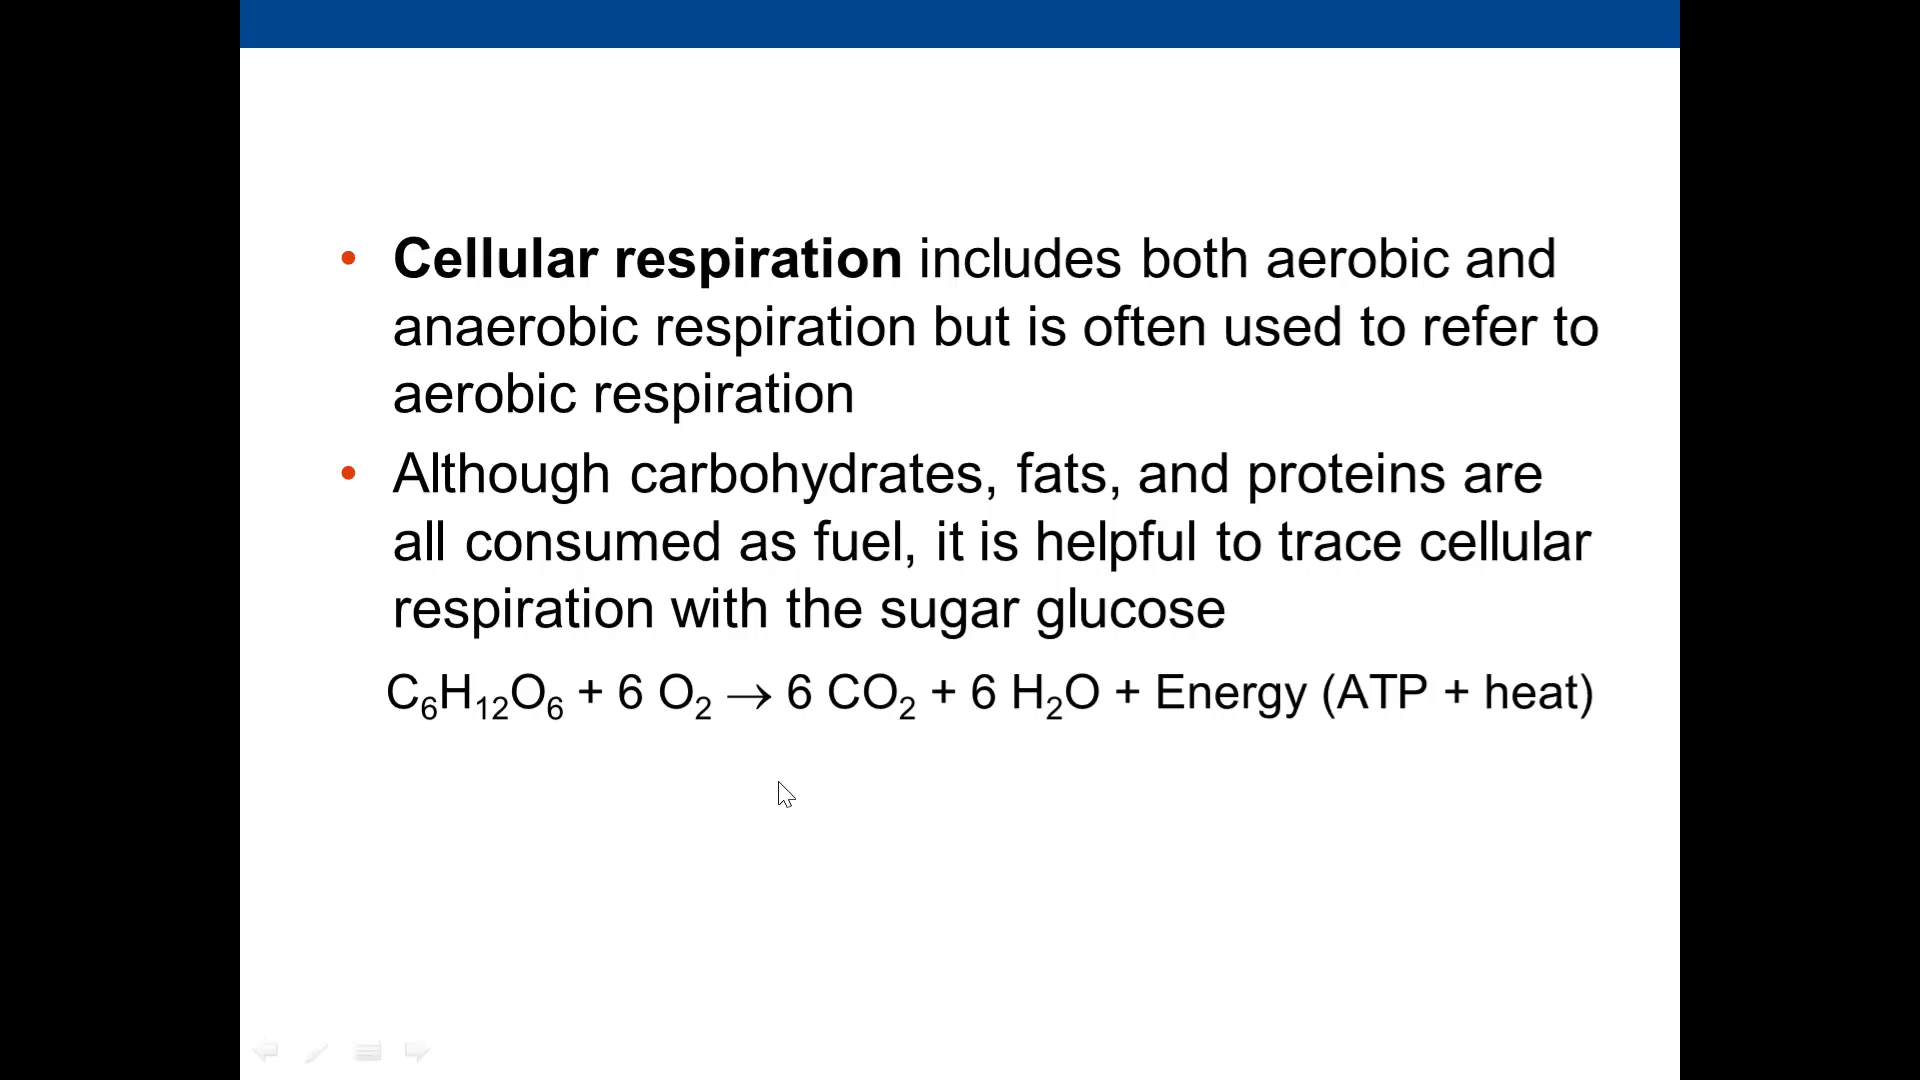 • Cellular respiration includes both aerobic and
anaerobic respiration but is often used to refer to
aerobic respiration
• Although carbohydrates, fats, and proteins are
all consumed as fuel, it is helpful to trace cellular
respiration with the sugar glucose
C₆H₁₂O₆ + 6 O₂ → 6 CO₂ + 6 H₂O + Energy (ATP + heat)